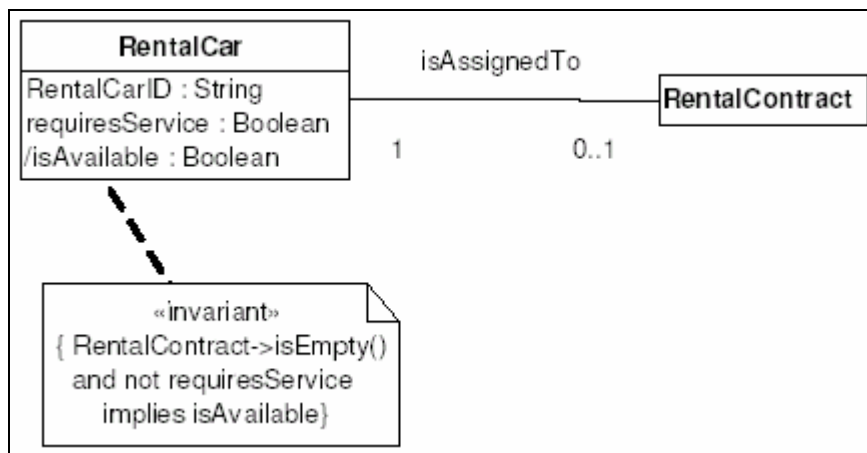 RentalCar
RentalCarID : String
requiresService : Boolean
/isAvailable : Boolean
isAssignedTo
1
0..1
RentalContract
«invariant»
{ RentalContract->isEmpty()
and not requiresService
implies isAvailable}